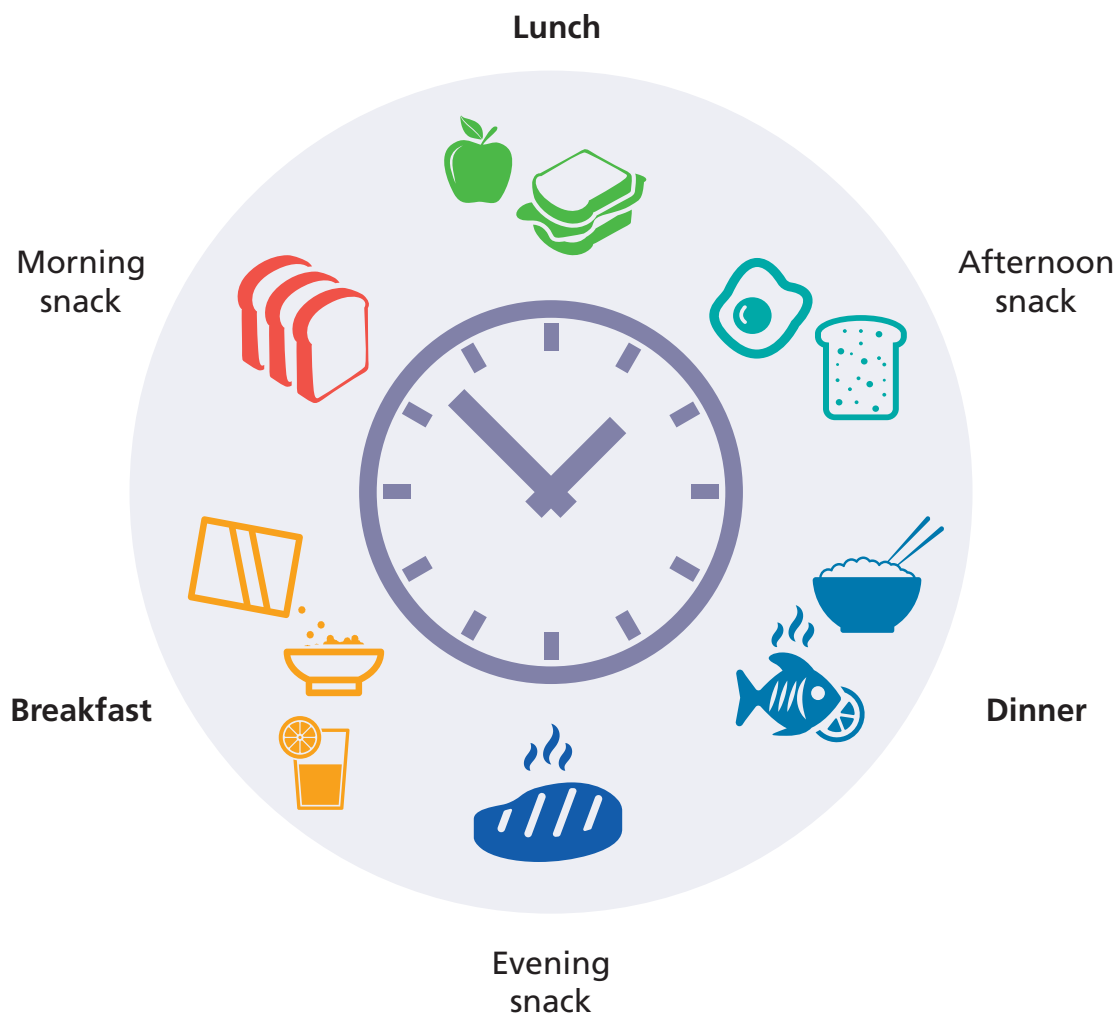 Lunch
Morning
snack
Afternoon
snack
Breakfast
Dinner
Evening
snack